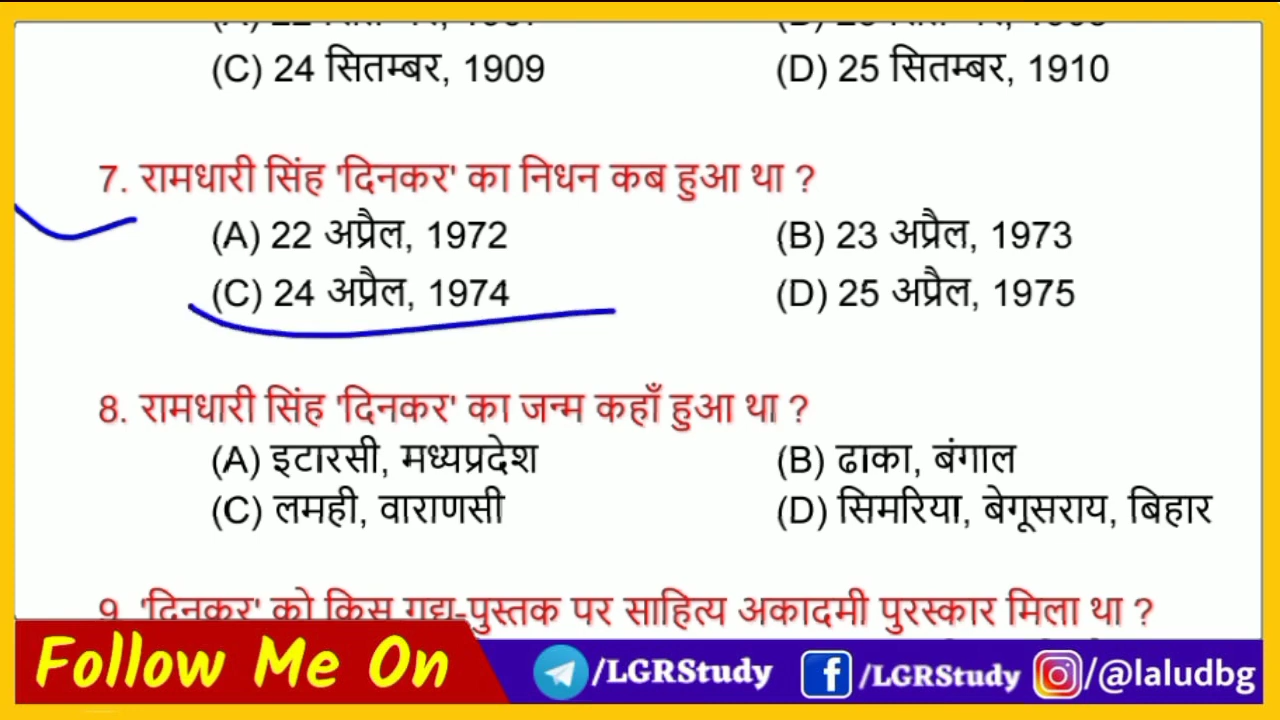 (C) 24 सितम्बर, 1909 (D) 25 सितम्बर, 1910
7. रामधारी सिंह 'दिनकर' का निधन कब हुआ था ?
(A) 22 अप्रैल, 1972 (B) 23 अप्रैल, 1973
(C) 24 अप्रैल, 1974 (D) 25 अप्रैल, 1975
8. रामधारी सिंह 'दिनकर' का जन्म कहाँ हुआ था ?
(A) इटारसी, मध्यप्रदेश (B) ढाका, बंगाल
(C) लमही, वाराणसी (D) सिमरिया, बेगूसराय, बिहार
9. 'दिनकर' को किस गद्य-पुस्तक पर साहित्य अकादमी पुरस्कार मिला था ?
Follow Me On /LGRStudy /LGRStudy /@laludbg